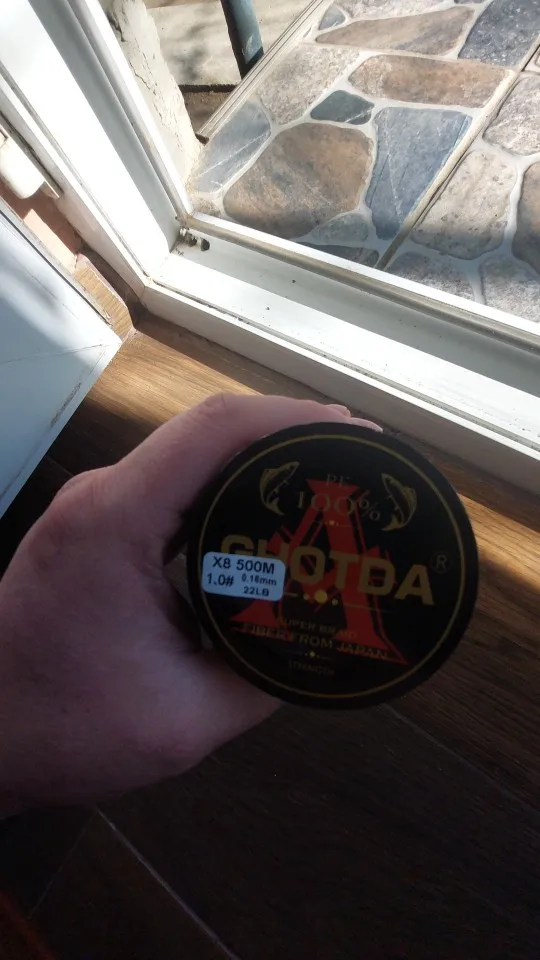 PE
100%
GHOTDA®
X8 500M
1.0# 0.16mm
22LB
SUPER BRAID
FIBER FROM JAPAN